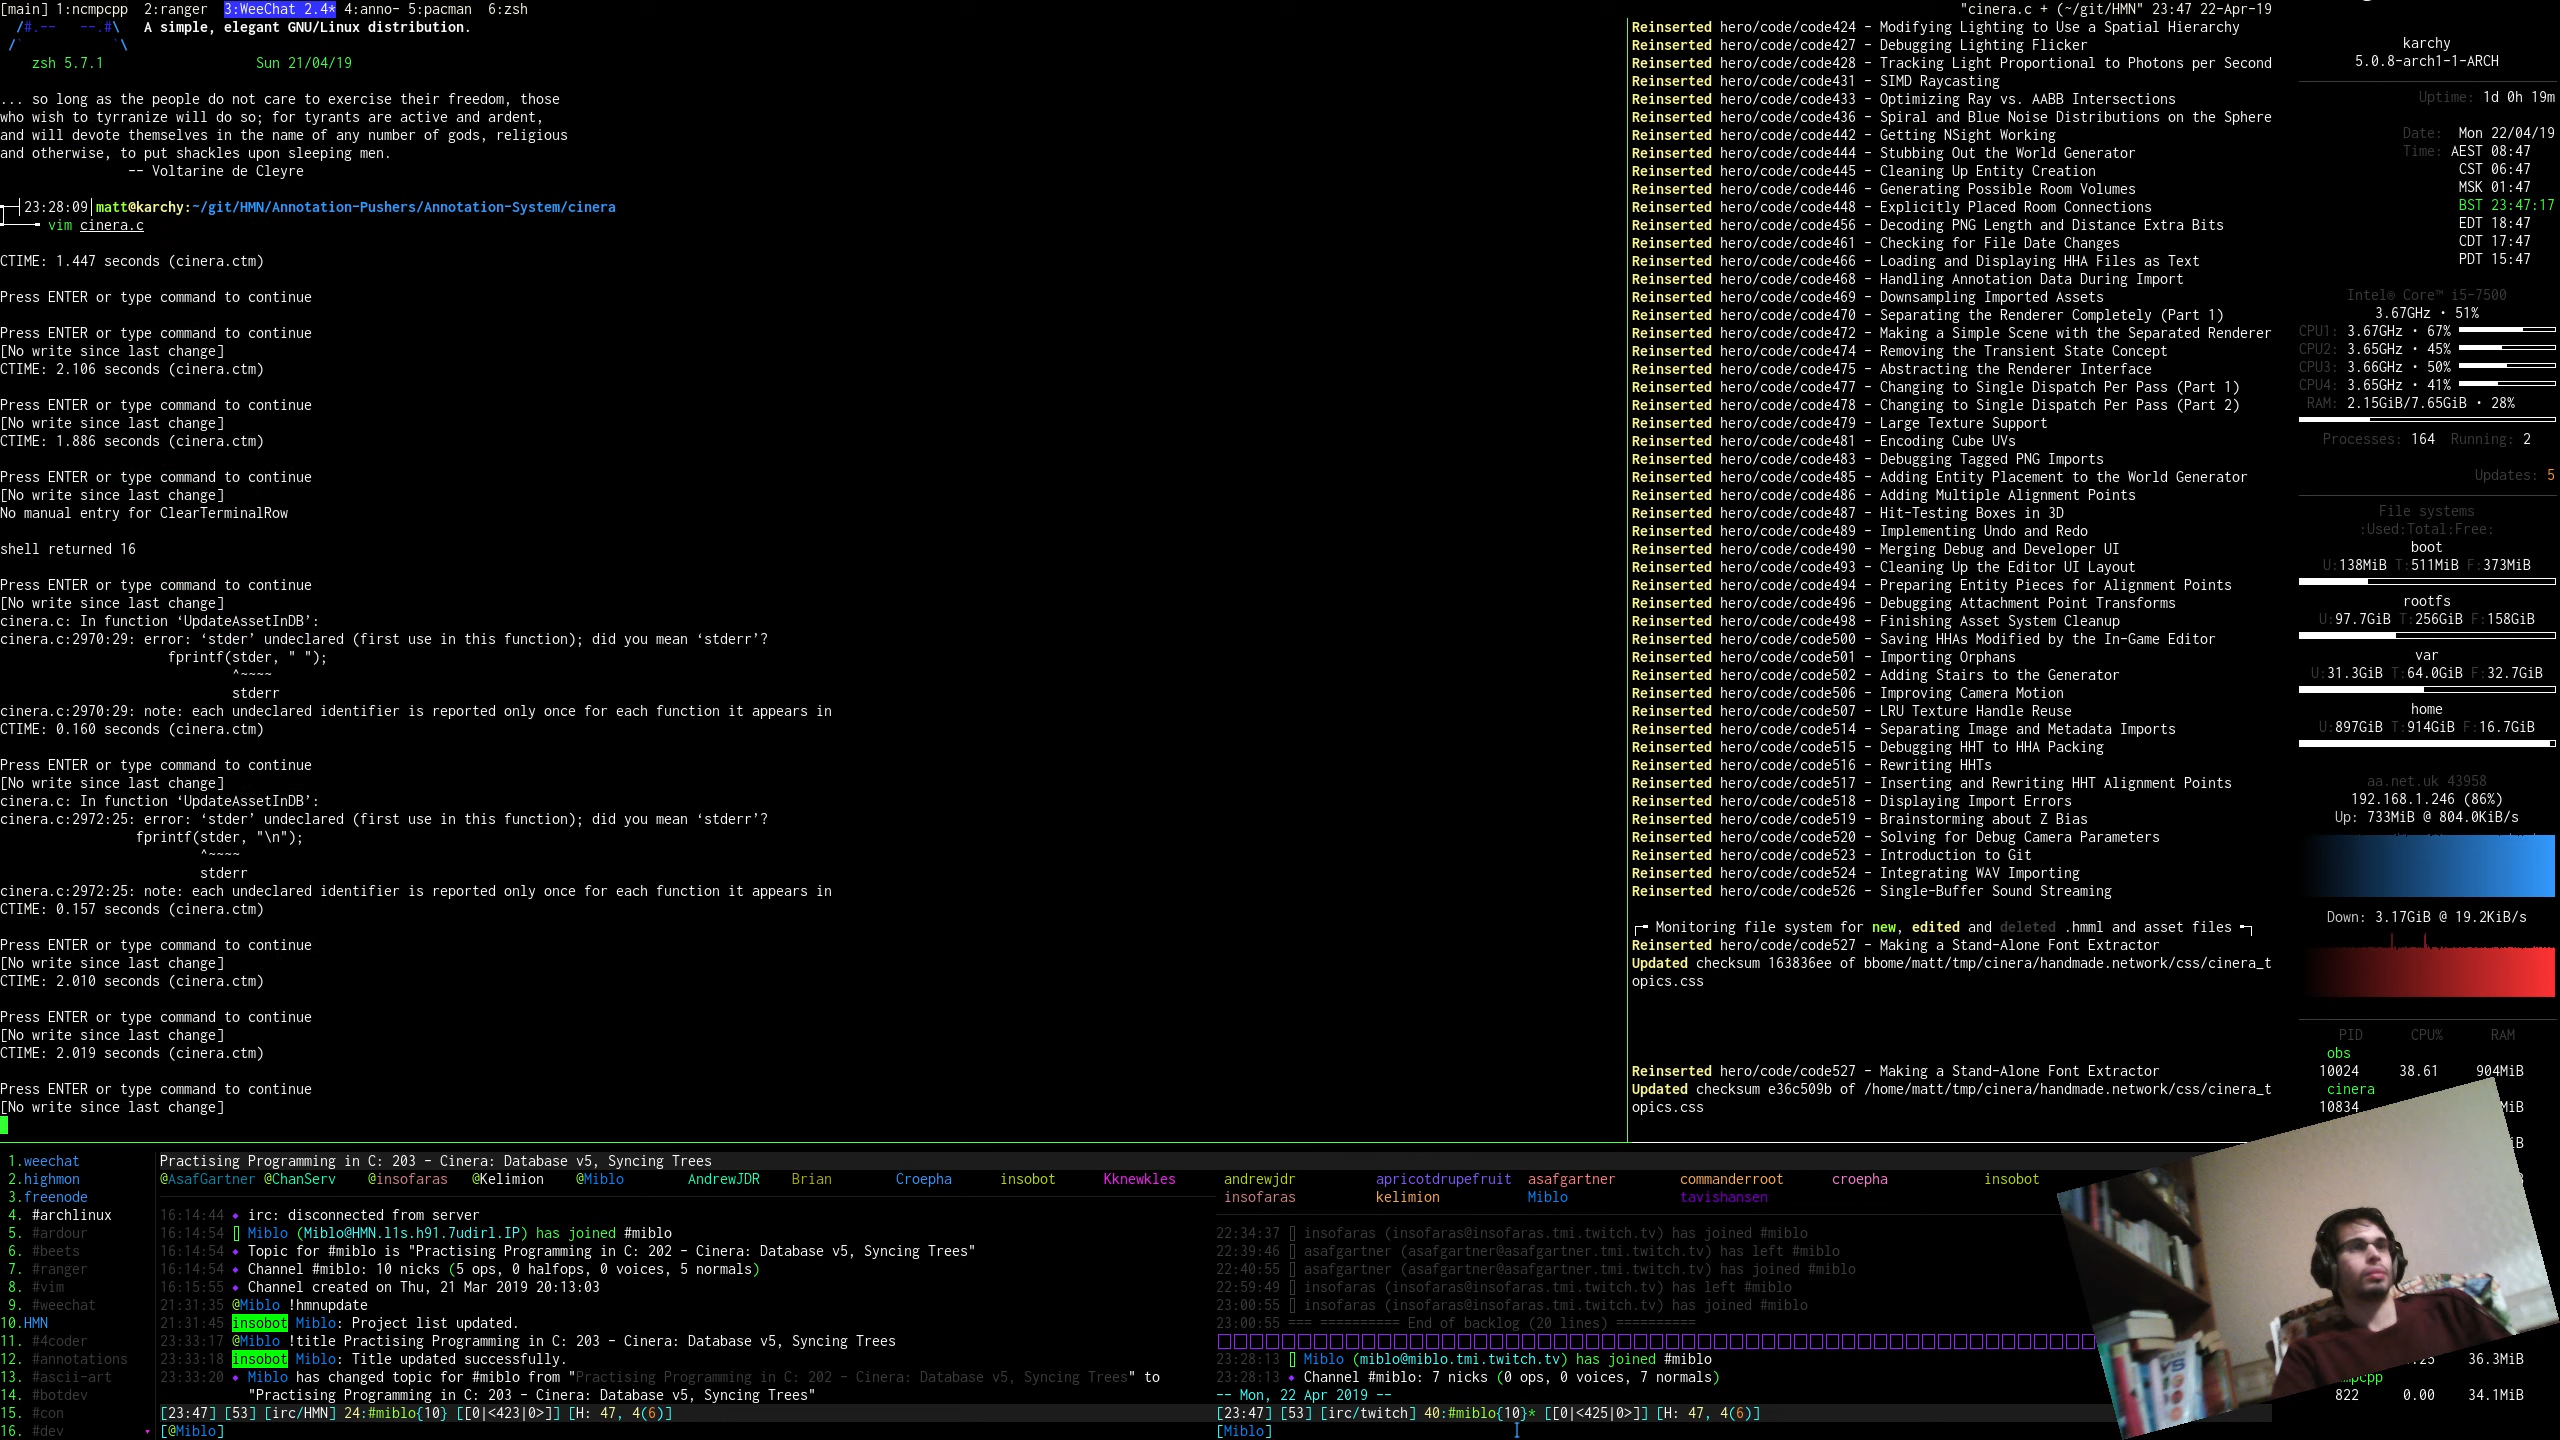 [main] 1:ncmpcpp  2:ranger  3:WeeChat 2.4* 4:anno- 5:pacman  6:zsh
"cinera.c + (~/git/HMN" 23:47 22-Apr-19
/#.--   --.#\   A simple, elegant GNU/Linux distribution.
/`         `\
zsh 5.7.1                   Sun 21/04/19
... so long as the people do not care to exercise their freedom, those
who wish to tyrranize will do so; for tyrants are active and ardent,
and will devote themselves in the name of any number of gods, religious
and otherwise, to put shackles upon sleeping men.
-- Voltarine de Cleyre
23:28:09 matt@karchy:~/git/HMN/Annotation-Pushers/Annotation-System/cinera
vim cinera.c
CTIME: 1.447 seconds (cinera.ctm)
Press ENTER or type command to continue
Press ENTER or type command to continue
[No write since last change]
CTIME: 2.106 seconds (cinera.ctm)
Press ENTER or type command to continue
[No write since last change]
CTIME: 1.886 seconds (cinera.ctm)
Press ENTER or type command to continue
[No write since last change]
No manual entry for ClearTerminalRow
shell returned 16
Press ENTER or type command to continue
[No write since last change]
cinera.c: In function ‘UpdateAssetInDB’:
cinera.c:2970:29: error: ‘stder’ undeclared (first use in this function); did you mean ‘stderr’?
fprintf(stder, " ");
^~~~~
stderr
cinera.c:2970:29: note: each undeclared identifier is reported only once for each function it appears in
CTIME: 0.160 seconds (cinera.ctm)
Press ENTER or type command to continue
[No write since last change]
cinera.c: In function ‘UpdateAssetInDB’:
cinera.c:2972:25: error: ‘stder’ undeclared (first use in this function); did you mean ‘stderr’?
fprintf(stder, "\n");
^~~~~
stderr
cinera.c:2972:25: note: each undeclared identifier is reported only once for each function it appears in
CTIME: 0.157 seconds (cinera.ctm)
Press ENTER or type command to continue
[No write since last change]
CTIME: 2.010 seconds (cinera.ctm)
Press ENTER or type command to continue
[No write since last change]
CTIME: 2.019 seconds (cinera.ctm)
Press ENTER or type command to continue
[No write since last change]
Reinserted hero/code/code424 - Modifying Lighting to Use a Spatial Hierarchy
Reinserted hero/code/code427 - Debugging Lighting Flicker
Reinserted hero/code/code428 - Tracking Light Proportional to Photons per Second
Reinserted hero/code/code431 - SIMD Raycasting
Reinserted hero/code/code433 - Optimizing Ray vs. AABB Intersections
Reinserted hero/code/code436 - Spiral and Blue Noise Distributions on the Sphere
Reinserted hero/code/code442 - Getting NSight Working
Reinserted hero/code/code444 - Stubbing Out the World Generator
Reinserted hero/code/code445 - Cleaning Up Entity Creation
Reinserted hero/code/code446 - Generating Possible Room Volumes
Reinserted hero/code/code448 - Explicitly Placed Room Connections
Reinserted hero/code/code456 - Decoding PNG Length and Distance Extra Bits
Reinserted hero/code/code461 - Checking for File Date Changes
Reinserted hero/code/code466 - Loading and Displaying HHA Files as Text
Reinserted hero/code/code468 - Handling Annotation Data During Import
Reinserted hero/code/code469 - Downsampling Imported Assets
Reinserted hero/code/code470 - Separating the Renderer Completely (Part 1)
Reinserted hero/code/code472 - Making a Simple Scene with the Separated Renderer
Reinserted hero/code/code474 - Removing the Transient State Concept
Reinserted hero/code/code475 - Abstracting the Renderer Interface
Reinserted hero/code/code477 - Changing to Single Dispatch Per Pass (Part 1)
Reinserted hero/code/code478 - Changing to Single Dispatch Per Pass (Part 2)
Reinserted hero/code/code479 - Large Texture Support
Reinserted hero/code/code481 - Encoding Cube UVs
Reinserted hero/code/code483 - Debugging Tagged PNG Imports
Reinserted hero/code/code485 - Adding Entity Placement to the World Generator
Reinserted hero/code/code486 - Adding Multiple Alignment Points
Reinserted hero/code/code487 - Hit-Testing Boxes in 3D
Reinserted hero/code/code489 - Implementing Undo and Redo
Reinserted hero/code/code490 - Merging Debug and Developer UI
Reinserted hero/code/code493 - Cleaning Up the Editor UI Layout
Reinserted hero/code/code494 - Preparing Entity Pieces for Alignment Points
Reinserted hero/code/code496 - Debugging Attachment Point Transforms
Reinserted hero/code/code498 - Finishing Asset System Cleanup
Reinserted hero/code/code500 - Saving HHAs Modified by the In-Game Editor
Reinserted hero/code/code501 - Importing Orphans
Reinserted hero/code/code502 - Adding Stairs to the Generator
Reinserted hero/code/code506 - Improving Camera Motion
Reinserted hero/code/code507 - LRU Texture Handle Reuse
Reinserted hero/code/code514 - Separating Image and Metadata Imports
Reinserted hero/code/code515 - Debugging HHT to HHA Packing
Reinserted hero/code/code516 - Rewriting HHTs
Reinserted hero/code/code517 - Inserting and Rewriting HHT Alignment Points
Reinserted hero/code/code518 - Displaying Import Errors
Reinserted hero/code/code519 - Brainstorming about Z Bias
Reinserted hero/code/code520 - Solving for Debug Camera Parameters
Reinserted hero/code/code523 - Introduction to Git
Reinserted hero/code/code524 - Integrating WAV Importing
Reinserted hero/code/code526 - Single-Buffer Sound Streaming
Monitoring file system for new, edited and deleted .hmml and asset files
Reinserted hero/code/code527 - Making a Stand-Alone Font Extractor
Updated checksum 163836ee of bbome/matt/tmp/cinera/handmade.network/css/cinera_t
opics.css
Reinserted hero/code/code527 - Making a Stand-Alone Font Extractor
Updated checksum e36c509b of /home/matt/tmp/cinera/handmade.network/css/cinera_t
opics.css
karchy
5.0.8-arch1-1-ARCH
Uptime: 1d 0h 19m
Date: Mon 22/04/19
Time: AEST 08:47
CST 06:47
MSK 01:47
BST 23:47:17
EDT 18:47
CDT 17:47
PDT 15:47
Intel® Core™ i5-7500
3.67GHz • 51%
CPU1: 3.67GHz • 67%
CPU2: 3.65GHz • 45%
CPU3: 3.66GHz • 50%
CPU4: 3.65GHz • 41%
RAM: 2.15GiB/7.65GiB • 28%
Processes: 164  Running: 2
Updates: 5
File systems
:Used:Total:Free:
boot
U:138MiB T:511MiB F:373MiB
rootfs
U:97.7GiB T:256GiB F:158GiB
var
U:31.3GiB T:64.0GiB F:32.7GiB
home
U:897GiB T:914GiB F:16.7GiB
aa.net.uk 43958
192.168.1.246 (86%)
Up: 733MiB @ 804.0KiB/s
Down: 3.17GiB @ 19.2KiB/s
PID   CPU%   RAM
obs
10024   38.61   904MiB
cinera
10834
36.3MiB
822   0.00   34.1MiB
1.weechat
2.highmon
3.freenode
4. #archlinux
5. #ardour
6. #beets
7. #ranger
8. #vim
9. #weechat
10.HMN
11. #4coder
12. #annotations
13. #ascii-art
14. #botdev
15. #con
16. #dev
Practising Programming in C: 203 - Cinera: Database v5, Syncing Trees
@AsafGartner @ChanServ @insofaras @Kelimion @Miblo AndrewJDR Brian Croepha insobot Kknewkles
16:14:44 ◆ irc: disconnected from server
16:14:54 Miblo (Miblo@HMN.l1s.h91.7udirl.IP) has joined #miblo
16:14:54 ◆ Topic for #miblo is "Practising Programming in C: 202 - Cinera: Database v5, Syncing Trees"
16:14:54 ◆ Channel #miblo: 10 nicks (5 ops, 0 halfops, 0 voices, 5 normals)
16:15:55 ◆ Channel created on Thu, 21 Mar 2019 20:13:03
21:31:35 @Miblo !hmnupdate
21:31:45 insobot Miblo: Project list updated.
23:33:17 @Miblo !title Practising Programming in C: 203 - Cinera: Database v5, Syncing Trees
23:33:18 insobot Miblo: Title updated successfully.
23:33:20 ◆ Miblo has changed topic for #miblo from "Practising Programming in C: 202 - Cinera: Database v5, Syncing Trees" to
"Practising Programming in C: 203 - Cinera: Database v5, Syncing Trees"
[23:47] [53] [irc/HMN] 24:#miblo{10} [[0|<423|0>]] [H: 47, 4(6)]
[@Miblo]
andrewjdr apricotdrupefruit asafgartner commanderroot croepha insobot
insofaras kelimion Miblo tavishansen
22:34:37 insofaras (insofaras@insofaras.tmi.twitch.tv) has joined #miblo
22:39:46 asafgartner (asafgartner@asafgartner.tmi.twitch.tv) has left #miblo
22:40:55 asafgartner (asafgartner@asafgartner.tmi.twitch.tv) has joined #miblo
22:59:49 insofaras (insofaras@insofaras.tmi.twitch.tv) has left #miblo
23:00:55 insofaras (insofaras@insofaras.tmi.twitch.tv) has joined #miblo
23:00:55 === ========== End of backlog (20 lines) ==========
23:28:13 Miblo (miblo@miblo.tmi.twitch.tv) has joined #miblo
23:28:13 ◆ Channel #miblo: 7 nicks (0 ops, 0 voices, 7 normals)
-- Mon, 22 Apr 2019 --
[23:47] [53] [irc/twitch] 40:#miblo{10}* [[0|<425|0>]] [H: 47, 4(6)]
[Miblo]